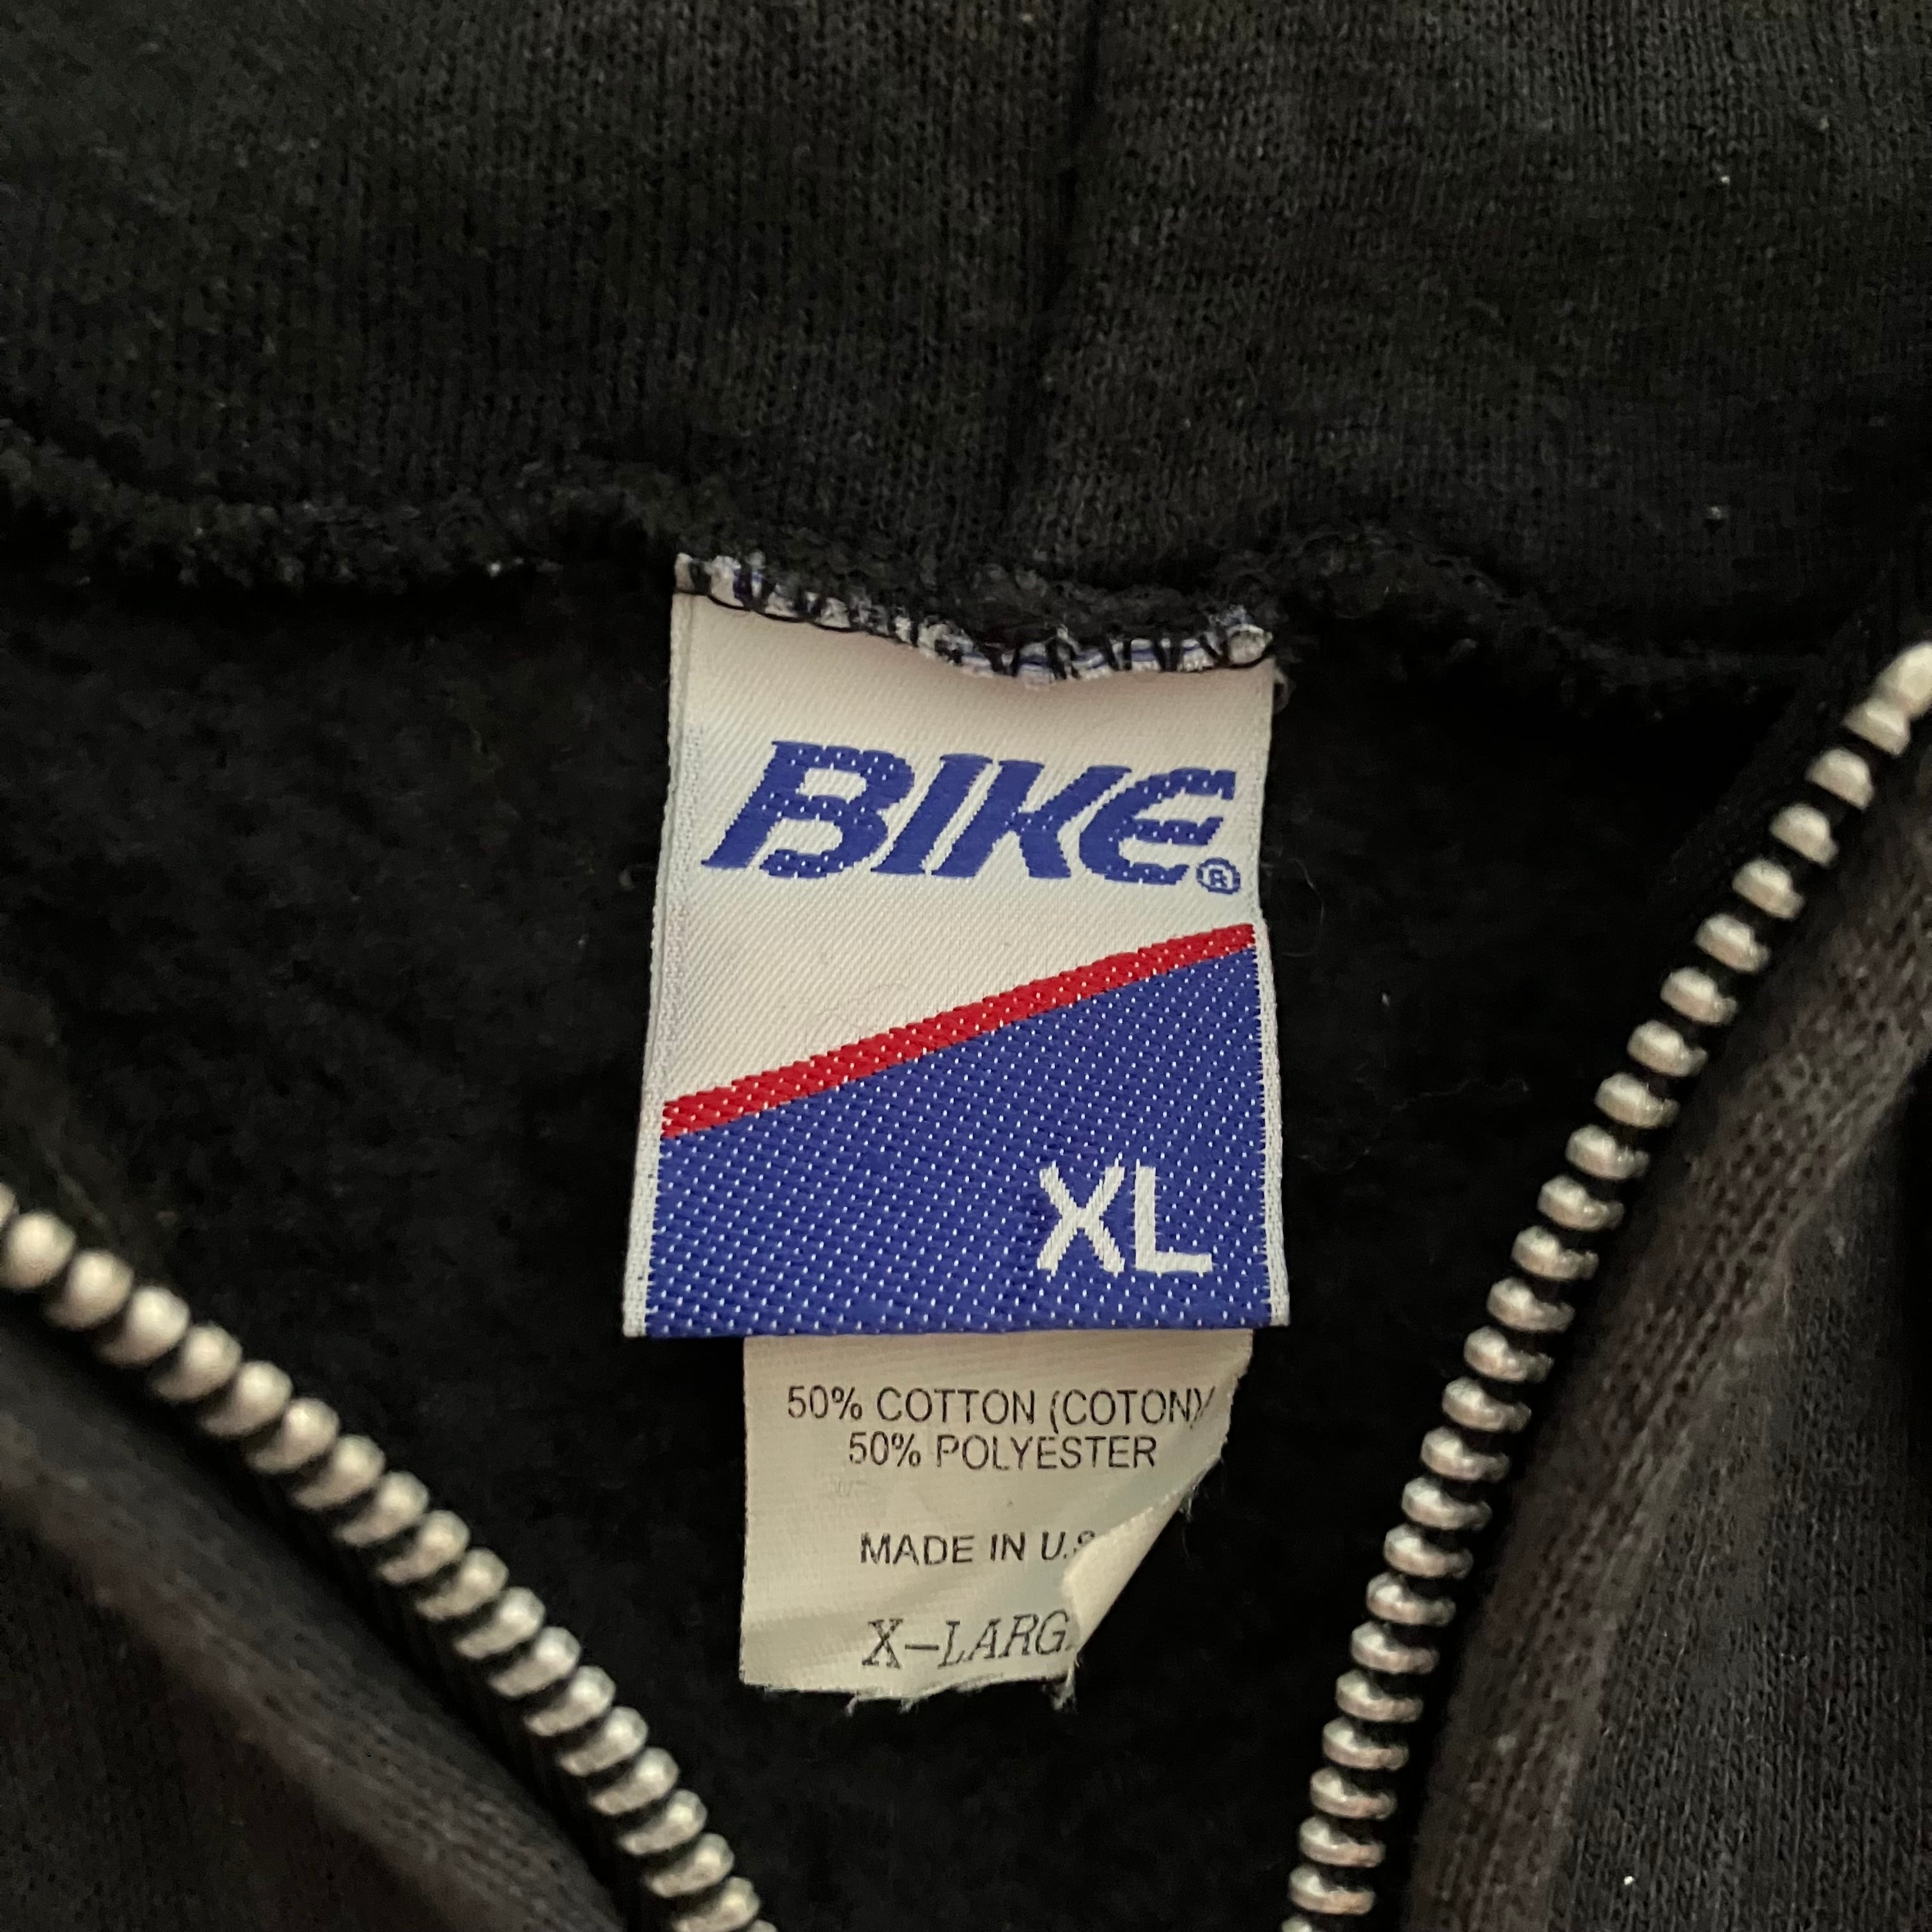 BIKE®
XL
50% COTTON (COTON)/
50% POLYESTER
MADE IN U.S
X-LARG